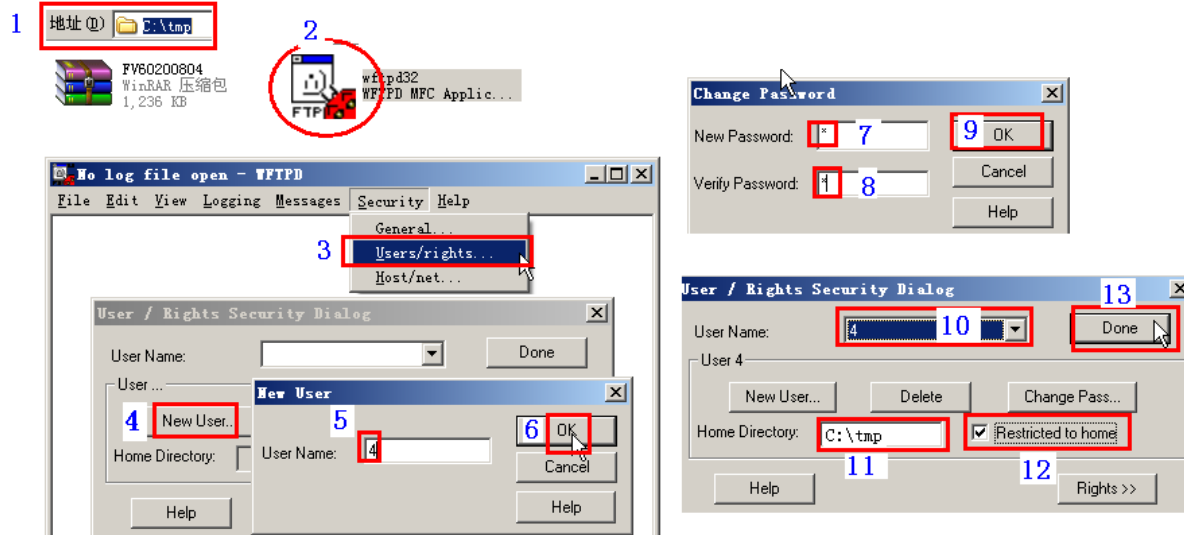 1
地址(D) C:\tmp
2
FV60200804
WinRAR 压缩包
1,236 KB
FTP
wftpd32
WFTPD MFC Applic...
No log file open - WFTPD
File Edit View Logging Messages Security Help
General...
3 Users/rights...
Host/net...
User / Rights Security Dialog
User Name:
Done
User ...
4 New User...
Home Directory:
Help
New User
5
User Name: 4
6 OK
Cancel
Help
Change Password
New Password: * 7
9 OK
Verify Password: * 8
Cancel
Help
User / Rights Security Dialog
13
User Name: 4 10
Done
User 4
New User... Delete Change Pass...
Home Directory: C:\tmp Restricted to home
11 12
Help Rights >>